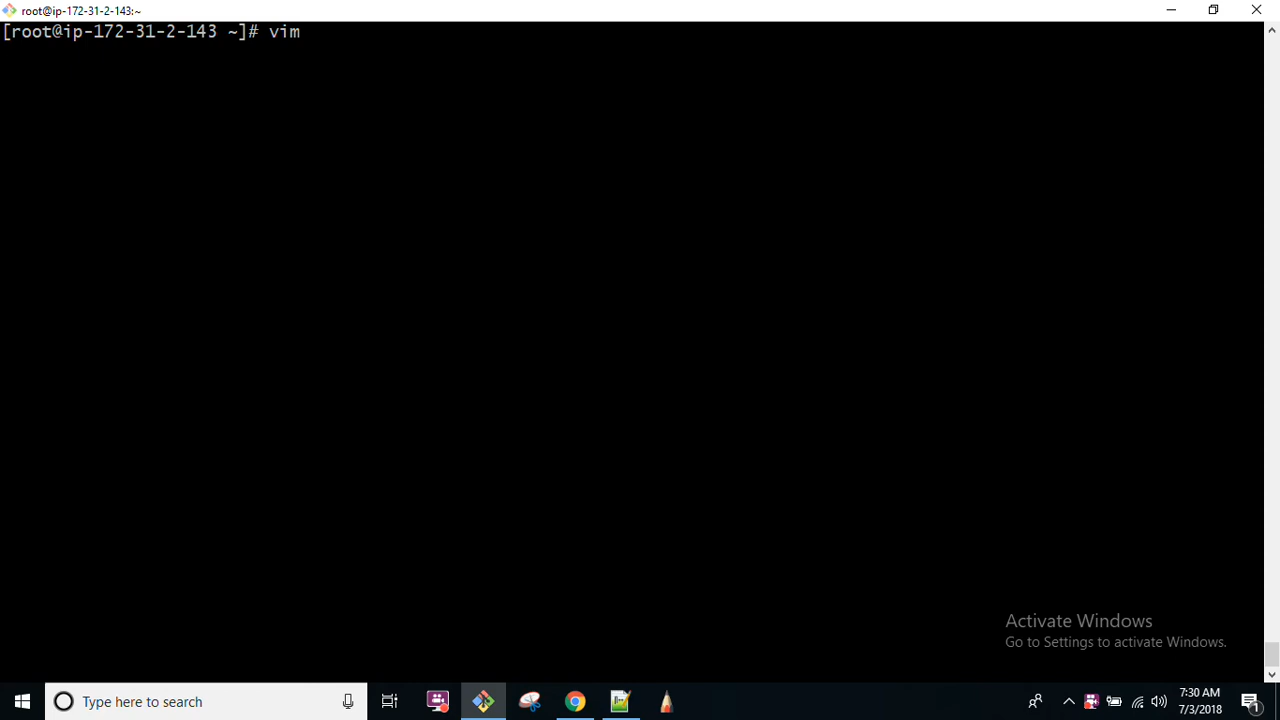 root@ip-172-31-2-143:~
[root@ip-172-31-2-143 ~]# vim
Activate Windows
Go to Settings to activate Windows.
Type here to search
7:30 AM
7/3/2018
1